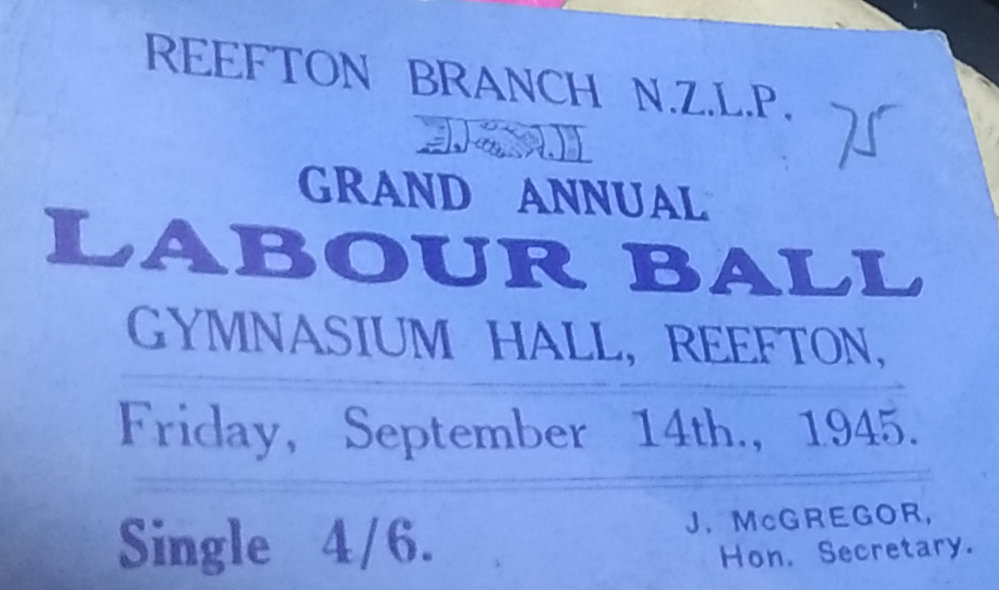 REEFTON BRANCH N.Z.L.P.
75
GRAND ANNUAL
LABOUR BALL
GYMNASIUM HALL, REEFTON,
Friday, September 14th., 1945.
Single 4/6.
J. McGREGOR,
Hon. Secretary.